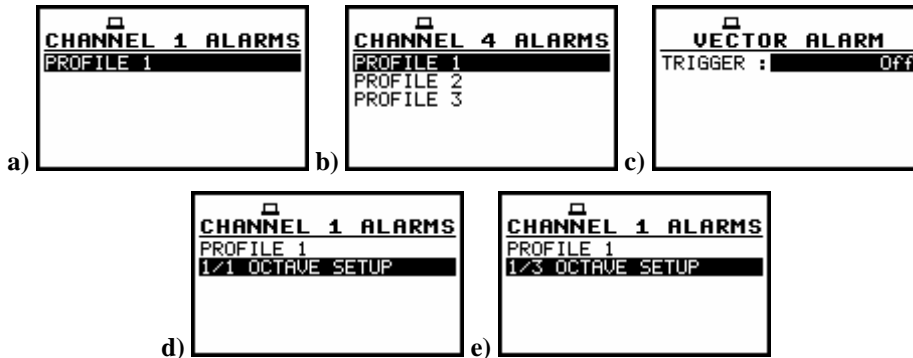 CHANNEL 1 ALARMS
PROFILE 1
a)
CHANNEL 4 ALARMS
PROFILE 1
PROFILE 2
PROFILE 3
b)
VECTOR ALARM
TRIGGER : Off
c)
CHANNEL 1 ALARMS
PROFILE 1
1/1 OCTAVE SETUP
d)
CHANNEL 1 ALARMS
PROFILE 1
1/3 OCTAVE SETUP
e)